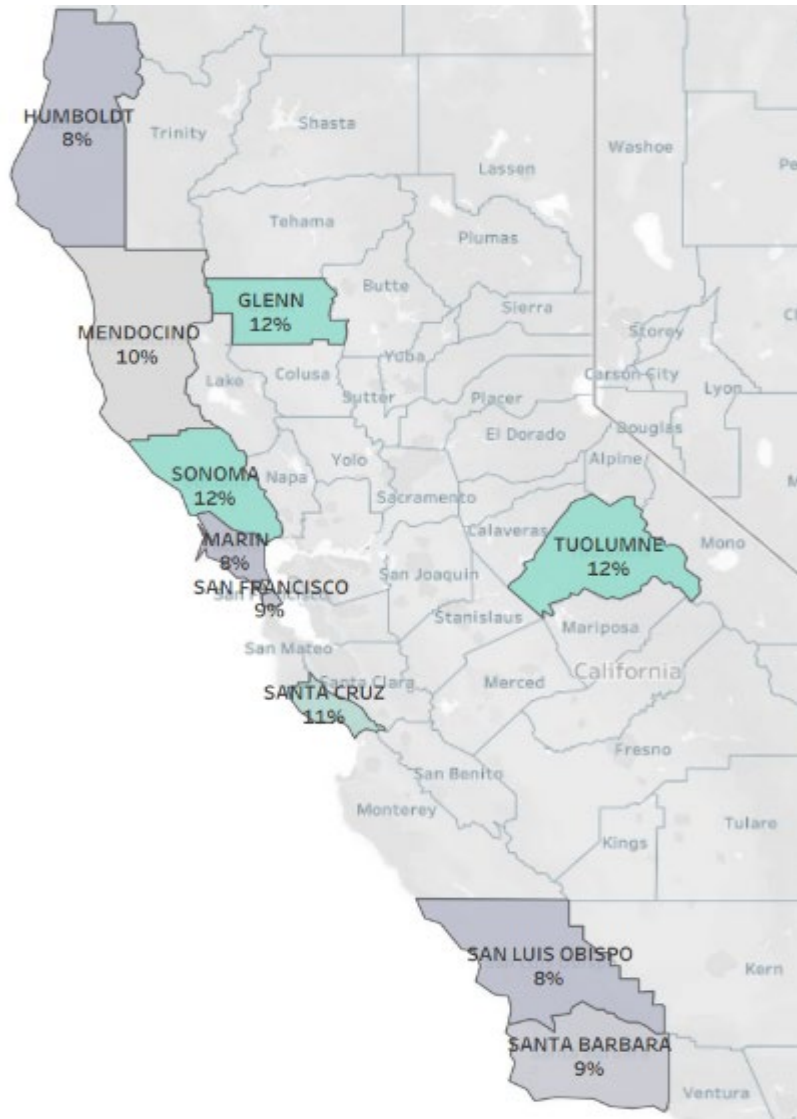 HUMBOLDT
8%
Trinity
Shasta
Lassen
Washoe
Pe
Tehama
Plumas
GLENN
12%
Butte
Sierra
MENDOCINO
10%
Lake
Colusa
Yuba
Sutter
Placer
Storey
Carson City
Lyon
Douglas
El Dorado
Alpine
SONOMA
12%
Napa
Yolo
Sacramento
Calaveras
MARIN
8%
TUOLUMNE
12%
Mono
SAN FRANCISCO
9%
San Joaquin
Stanislaus
Mariposa
San Mateo
California
Santa Clara
SANTA CRUZ
11%
Merced
Fresno
San Benito
Monterey
Kings
Tulare
SAN LUIS OBISPO
8%
Kern
SANTA BARBARA
9%
Ventura